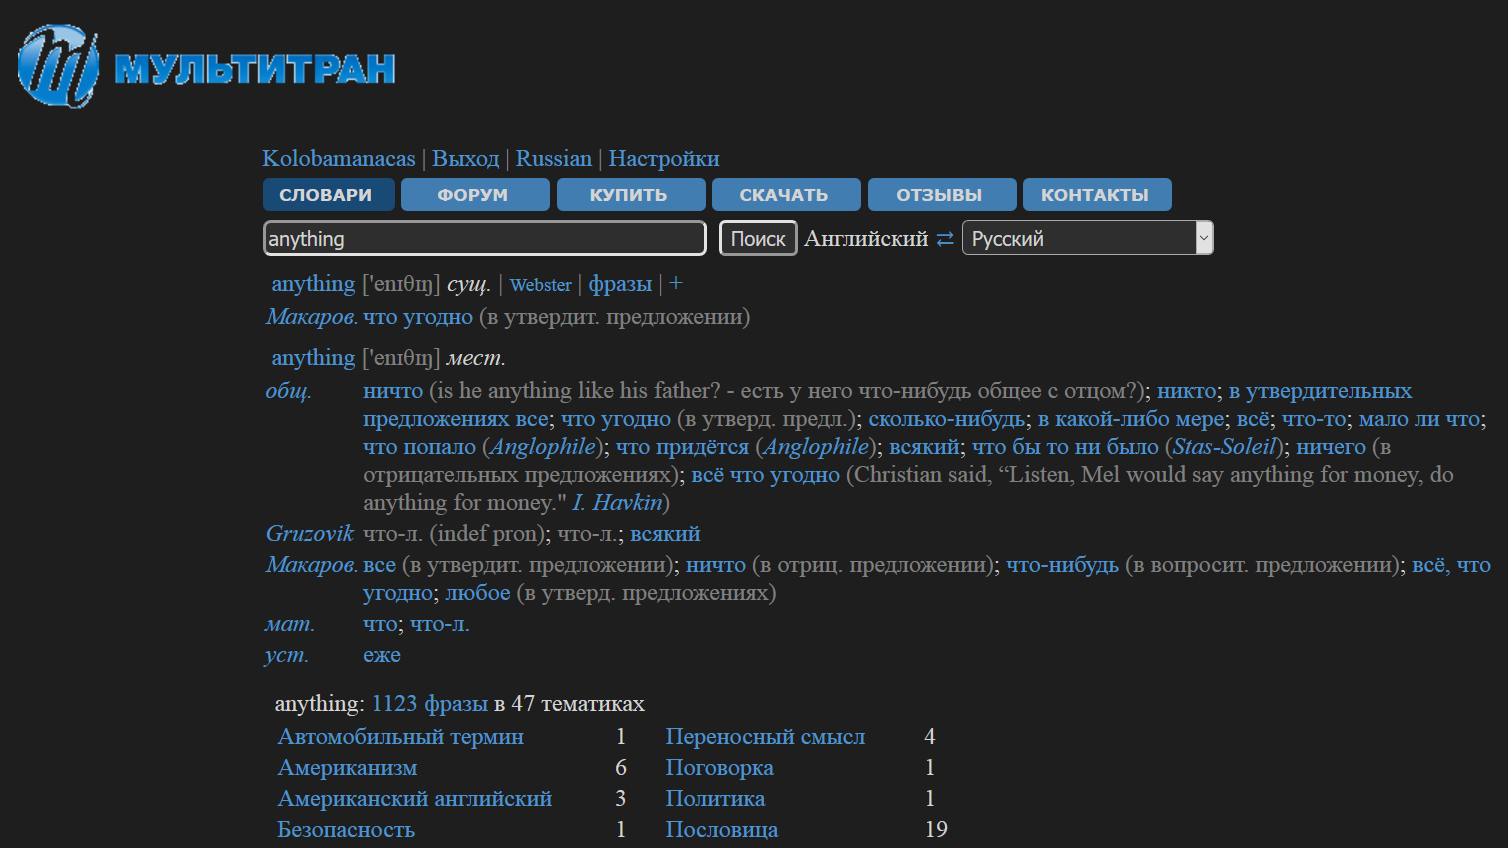 МУЛЬТИТРАН
Kolobamanacas | Выход | Russian | Настройки
СЛОВАРИ ФОРУМ КУПИТЬ СКАЧАТЬ ОТЗЫВЫ КОНТАКТЫ
anything Поиск Английский ⇄ Русский
anything ['enıθıŋ] сущ. | Webster | фразы | +
Макаров. что угодно (в утвердит. предложении)
anything ['enıθıŋ] мест.
общ. ничто (is he anything like his father? - есть у него что-нибудь общее с отцом?); никто; в утвердительных
предложениях все; что угодно (в утверд. предл.); сколько-нибудь; в какой-либо мере; всё; что-то; мало ли что;
что попало (Anglophile); что придётся (Anglophile); всякий; что бы то ни было (Stas-Soleil); ничего (в
отрицательных предложениях); всё что угодно (Christian said, “Listen, Mel would say anything for money, do
anything for money." I. Havkin)
Gruzovik что-л. (indef pron); что-л.; всякий
Макаров. все (в утвердит. предложении); ничто (в отриц. предложении); что-нибудь (в вопросит. предложении); всё, что
угодно; любое (в утверд. предложениях)
мат. что; что-л.
уст. еже
anything: 1123 фразы в 47 тематиках
Автомобильный термин 1 Переносный смысл 4
Американизм 6 Поговорка 1
Американский английский 3 Политика 1
Безопасность 1 Пословица 19